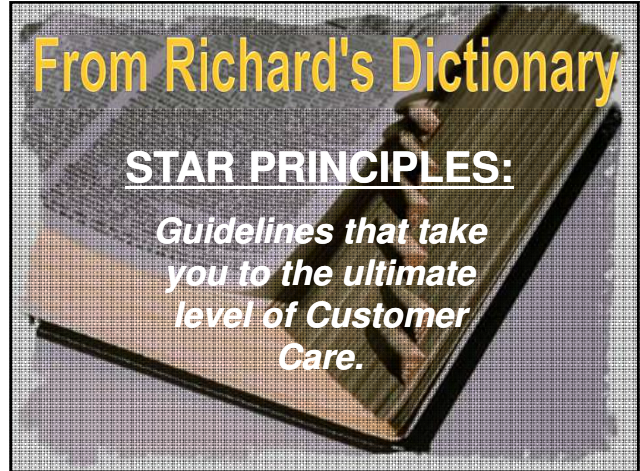 From Richard's Dictionary
STAR PRINCIPLES:
Guidelines that take
you to the ultimate
level of Customer
Care.